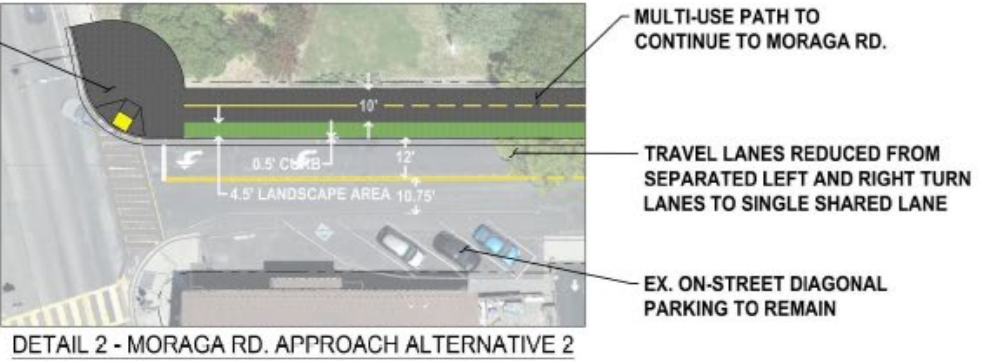 MULTI-USE PATH TO
CONTINUE TO MORAGA RD.
10'
0.5' CURB
12'
4.5' LANDSCAPE AREA
10.75'
TRAVEL LANES REDUCED FROM
SEPARATED LEFT AND RIGHT TURN
LANES TO SINGLE SHARED LANE
EX. ON-STREET DIAGONAL
PARKING TO REMAIN
DETAIL 2 - MORAGA RD. APPROACH ALTERNATIVE 2